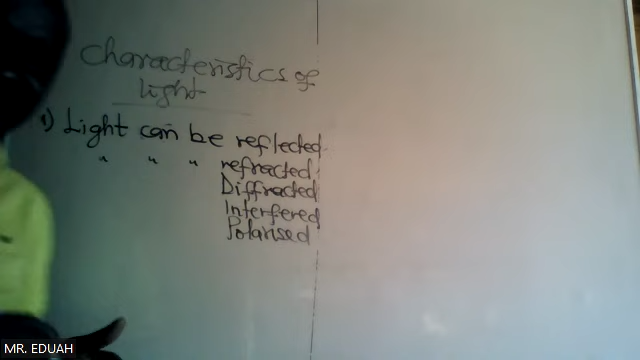 Characteristics of
light
1) Light can be reflected.
" " " refracted.
Diffracted
Interfered
Polarised
MR. EDUAH